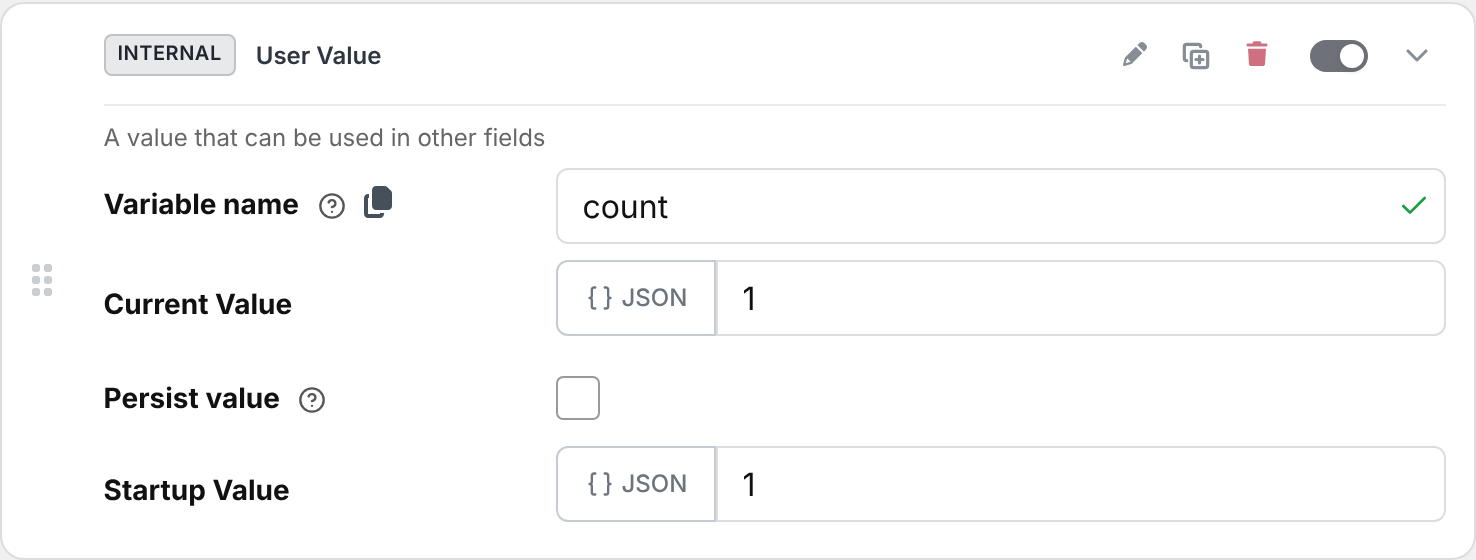 INTERNAL User Value
A value that can be used in other fields
Variable name count
Current Value {} JSON 1
Persist value
Startup Value {} JSON 1